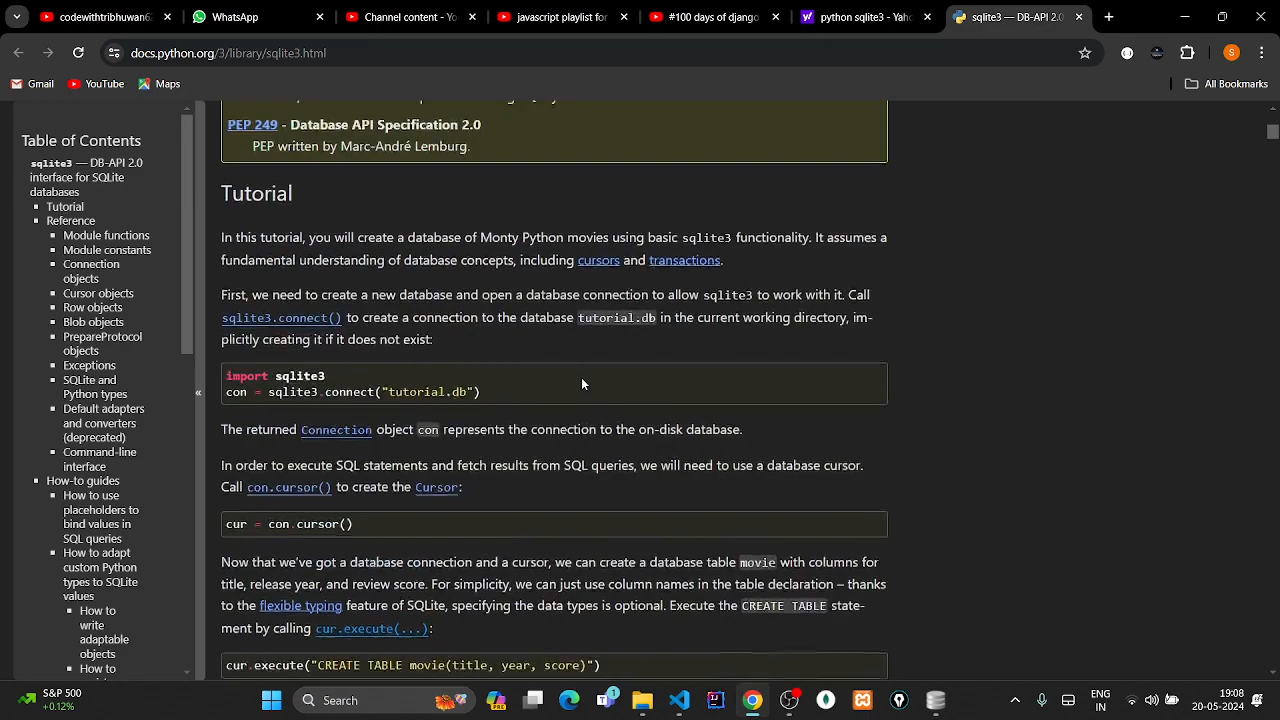 codewithtribhuwan62
WhatsApp
Channel content - Yo
javascript playlist for
#100 days of django
python sqlite3 - Yaho
sqlite3 — DB-API 2.0
docs.python.org/3/library/sqlite3.html
S
Gmail
YouTube
Maps
All Bookmarks
Table of Contents
sqlite3 — DB-API 2.0
interface for SQLite
databases
Tutorial
Reference
Module functions
Module constants
Connection
objects
Cursor objects
Row objects
Blob objects
PrepareProtocol
objects
Exceptions
SQLite and
Python types
Default adapters
and converters
(deprecated)
Command-line
interface
How-to guides
How to use
placeholders to
bind values in
SQL queries
How to adapt
custom Python
types to SQLite
values
How to
write
adaptable
objects
How to
«
PEP 249 - Database API Specification 2.0
PEP written by Marc-André Lemburg.
Tutorial
In this tutorial, you will create a database of Monty Python movies using basic sqlite3 functionality. It assumes a
fundamental understanding of database concepts, including cursors and transactions.
First, we need to create a new database and open a database connection to allow sqlite3 to work with it. Call
sqlite3.connect() to create a connection to the database tutorial.db in the current working directory, im-
plicitly creating it if it does not exist:
import sqlite3
con = sqlite3.connect("tutorial.db")
The returned Connection object con represents the connection to the on-disk database.
In order to execute SQL statements and fetch results from SQL queries, we will need to use a database cursor.
Call con.cursor() to create the Cursor:
cur = con.cursor()
Now that we've got a database connection and a cursor, we can create a database table movie with columns for
title, release year, and review score. For simplicity, we can just use column names in the table declaration – thanks
to the flexible typing feature of SQLite, specifying the data types is optional. Execute the CREATE TABLE state-
ment by calling cur.execute(...):
cur.execute("CREATE TABLE movie(title, year, score)")
S&P 500
+0.12%
Search
PRE
1
ENG
IN
19:08
20-05-2024